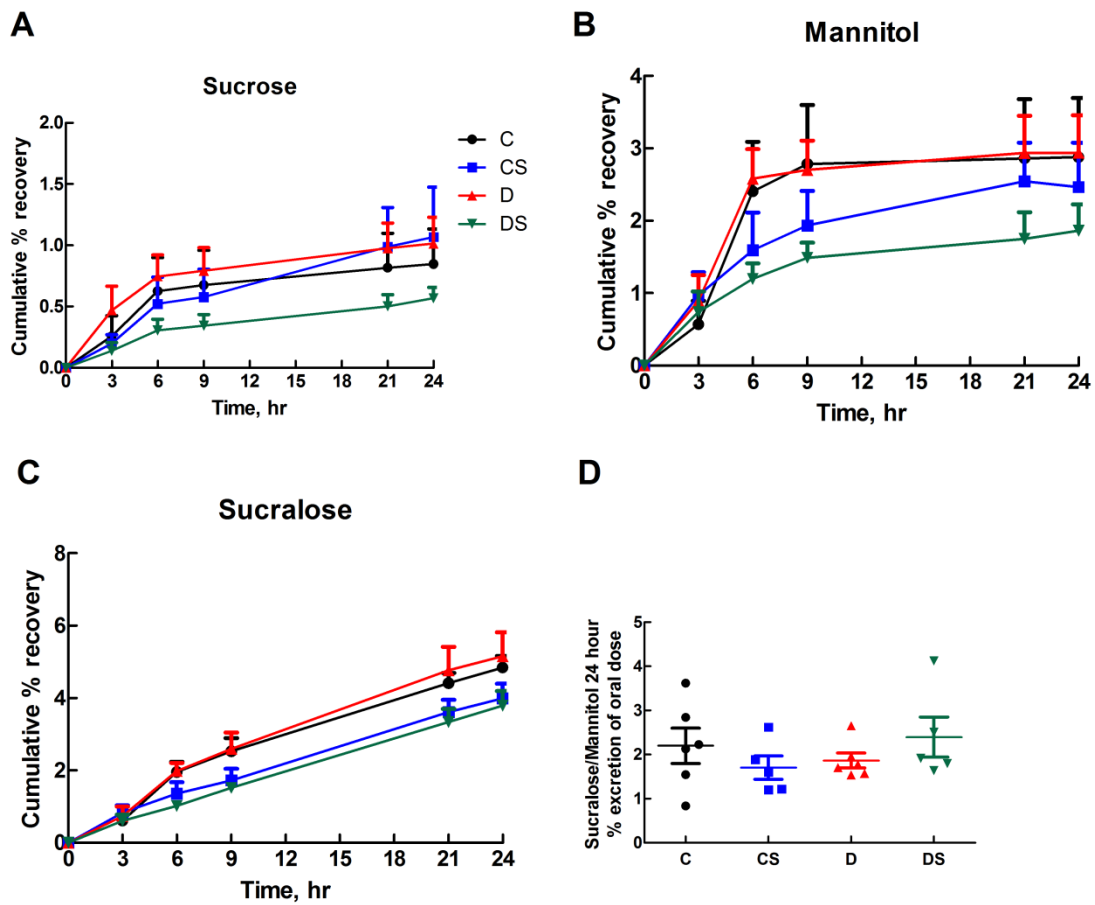 A
Sucrose
Cumulative % recovery
2.0
1.5
1.0
0.5
0.0
0 3 6 9 12 15 18 21 24
Time, hr
C
CS
D
DS
B
Mannitol
Cumulative % recovery
4
3
2
1
0
0 3 6 9 12 15 18 21 24
Time, hr
C
Sucralose
Cumulative % recovery
8
6
4
2
0
0 3 6 9 12 15 18 21 24
Time, hr
D
Sucralose/Mannitol 24 hour
% excretion of oral dose
5
4
3
2
1
0
C CS D DS